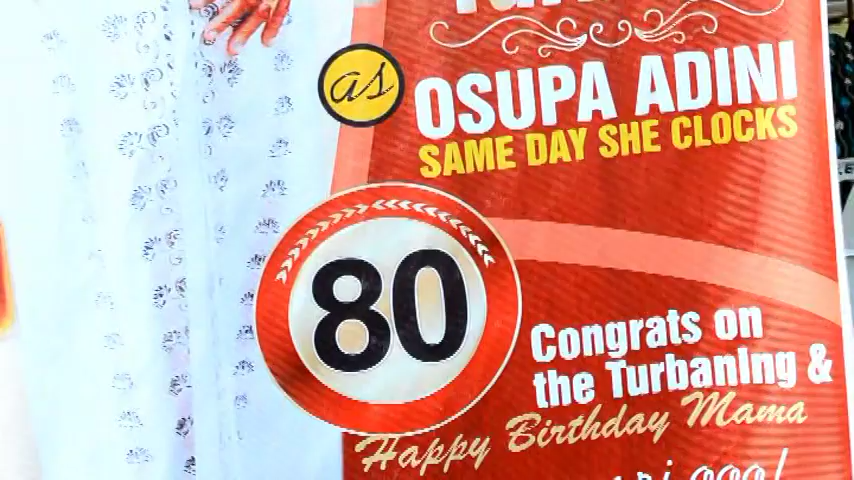 as
OSUPA ADINI
SAME DAY SHE CLOCKS
80
Congrats on
the Turbaning &
Happy Birthday Mama